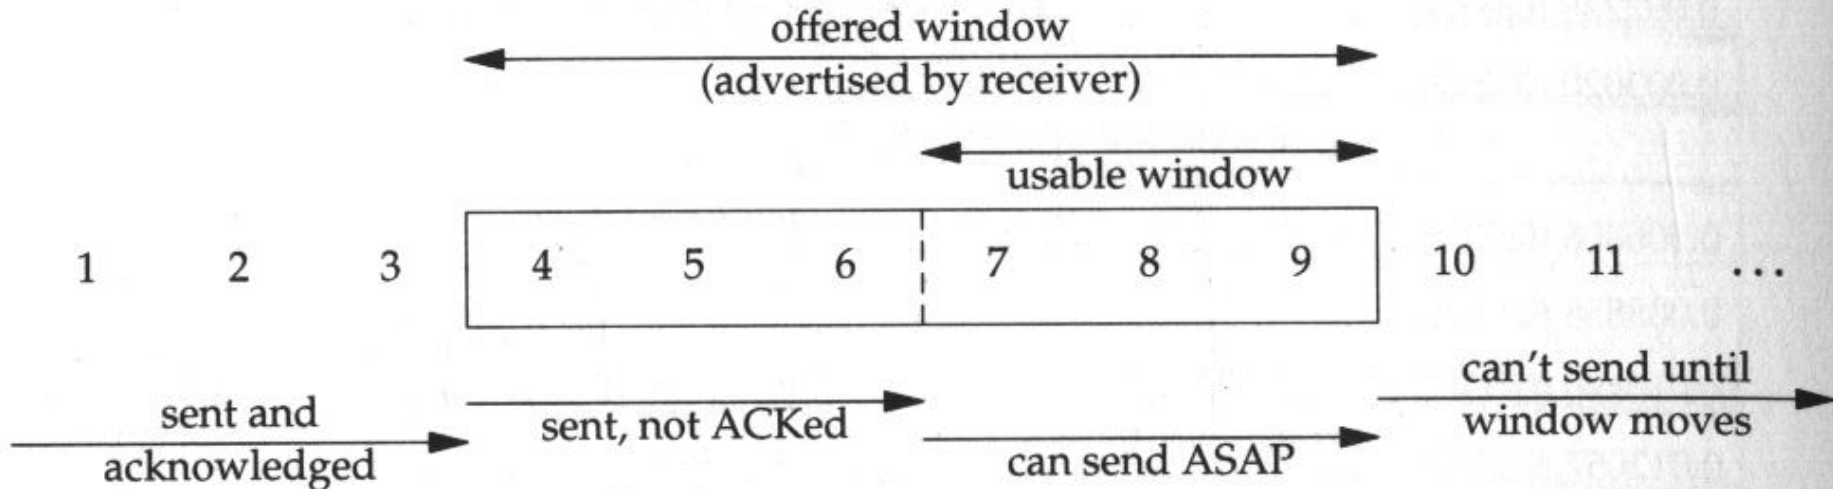 offered window
(advertised by receiver)
usable window
1 2 3 4 5 6 7 8 9 10 11 ...
can't send until
window moves
sent and
acknowledged
sent, not ACKed
can send ASAP